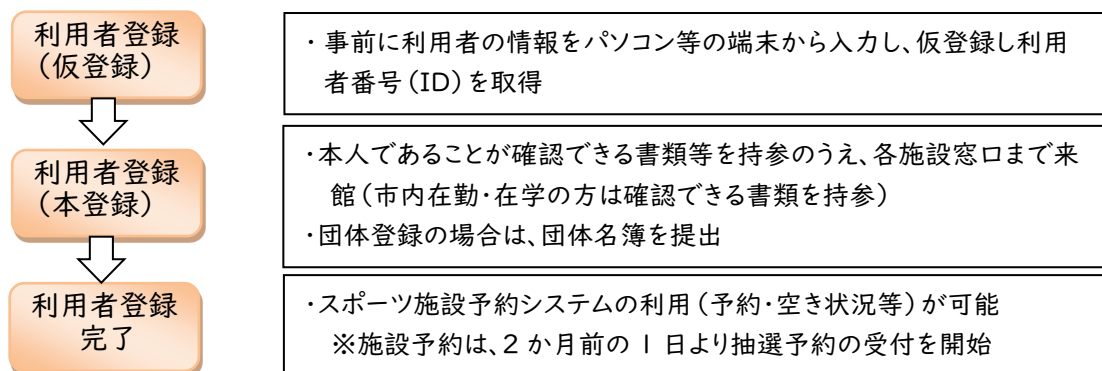 利用者登録
（仮登録）
・事前に利用者の情報をパソコン等の端末から入力し、仮登録し利用
者番号（ID）を取得
利用者登録
（本登録）
・本人であることが確認できる書類等を持参のうえ、各施設窓口まで来
館（市内在勤・在学の方は確認できる書類を持参）
・団体登録の場合は、団体名簿を提出
利用者登録
完了
・スポーツ施設予約システムの利用（予約・空き状況等）が可能
※施設予約は、2か月前の1日より抽選予約の受付を開始